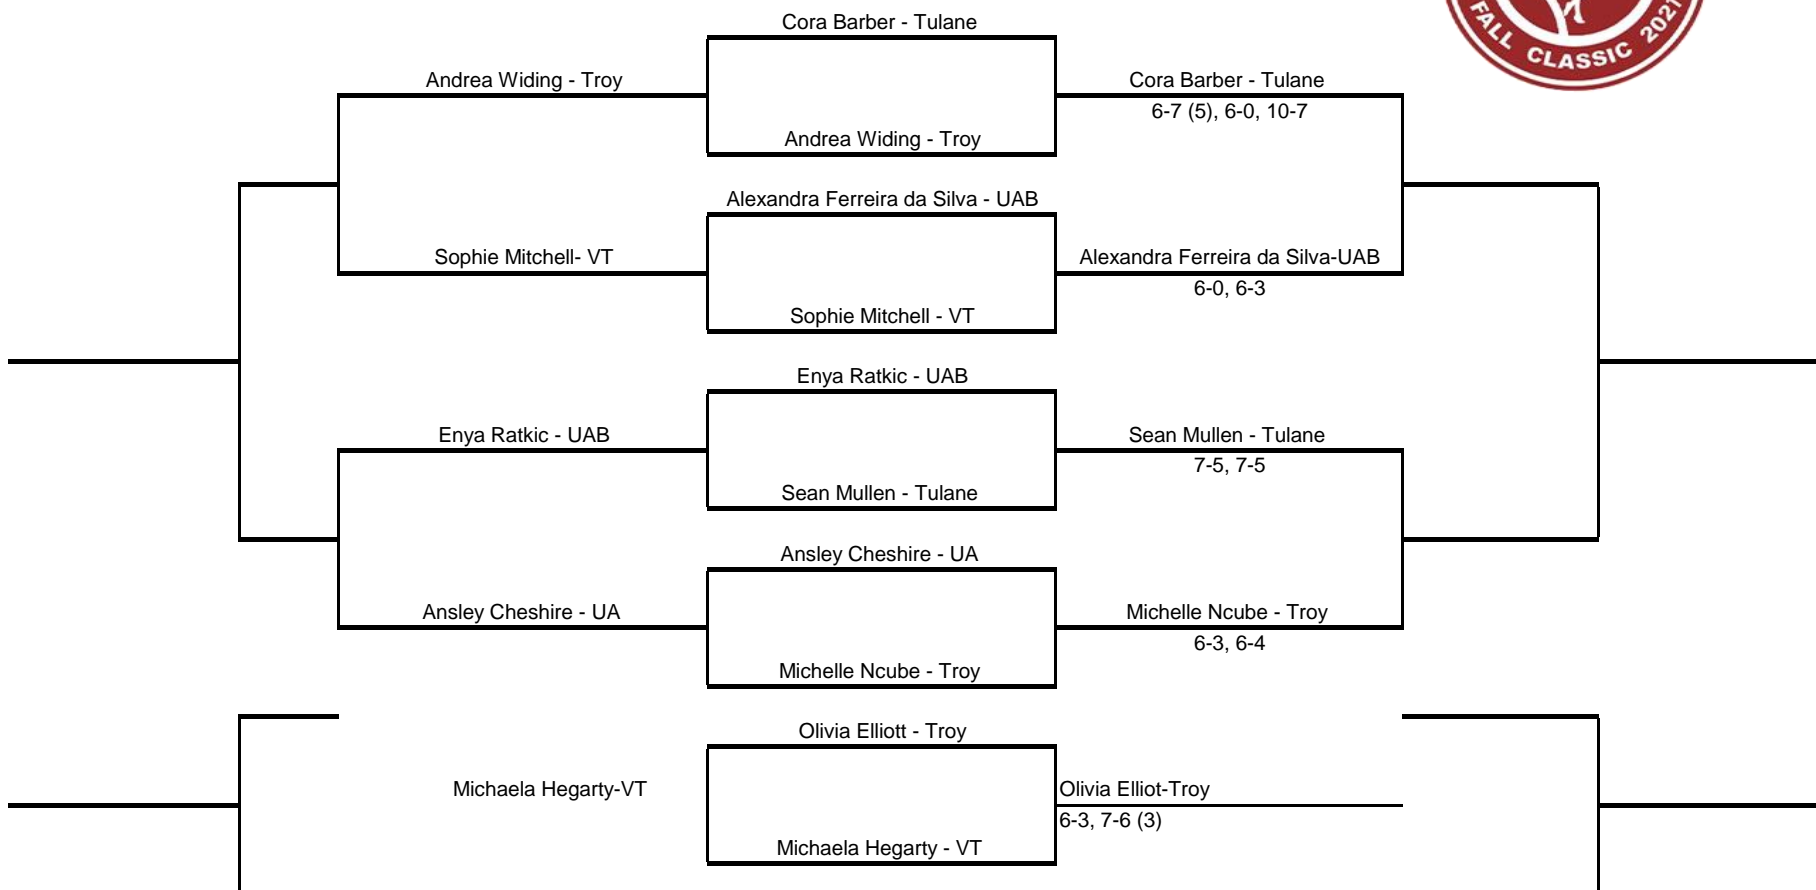 FALL CLASSIC 2021
Cora Barber - Tulane
Andrea Widing - Troy
Cora Barber - Tulane
6-7 (5), 6-0, 10-7
Andrea Widing - Troy
Alexandra Ferreira da Silva - UAB
Sophie Mitchell- VT
Alexandra Ferreira da Silva-UAB
6-0, 6-3
Sophie Mitchell - VT
Enya Ratkic - UAB
Enya Ratkic - UAB
Sean Mullen - Tulane
7-5, 7-5
Sean Mullen - Tulane
Ansley Cheshire - UA
Ansley Cheshire - UA
Michelle Ncube - Troy
6-3, 6-4
Michelle Ncube - Troy
Olivia Elliott - Troy
Michaela Hegarty-VT
Olivia Elliot-Troy
6-3, 7-6 (3)
Michaela Hegarty - VT